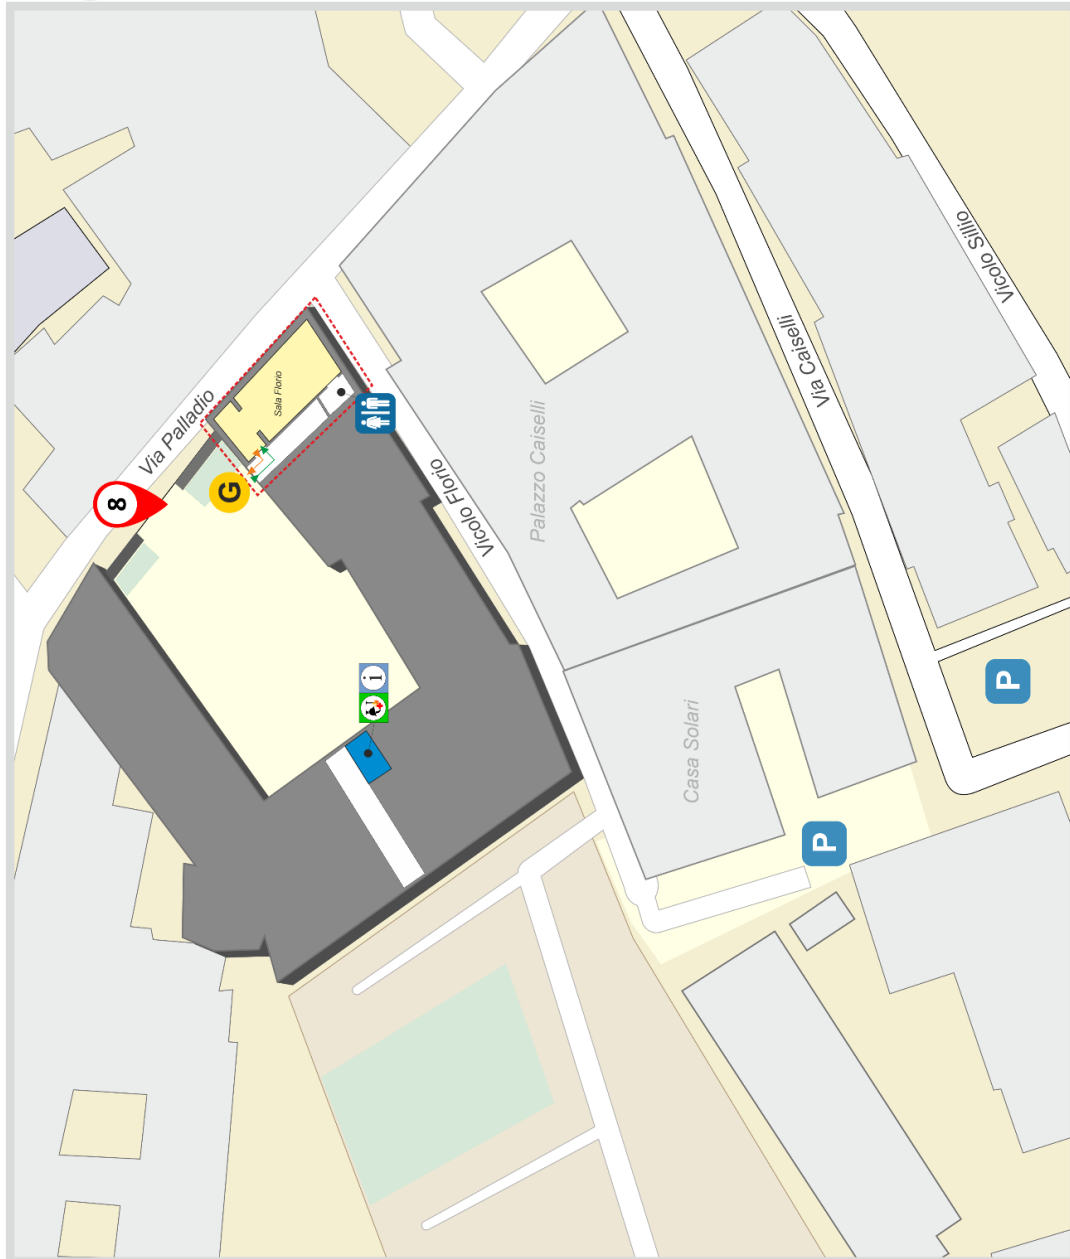 Via Palladio
8
G
Sala Florio
Vicolo Florio
Palazzo Caiselli
Via Caiselli
Vicolo Sillio
i
Casa Solari
P
P